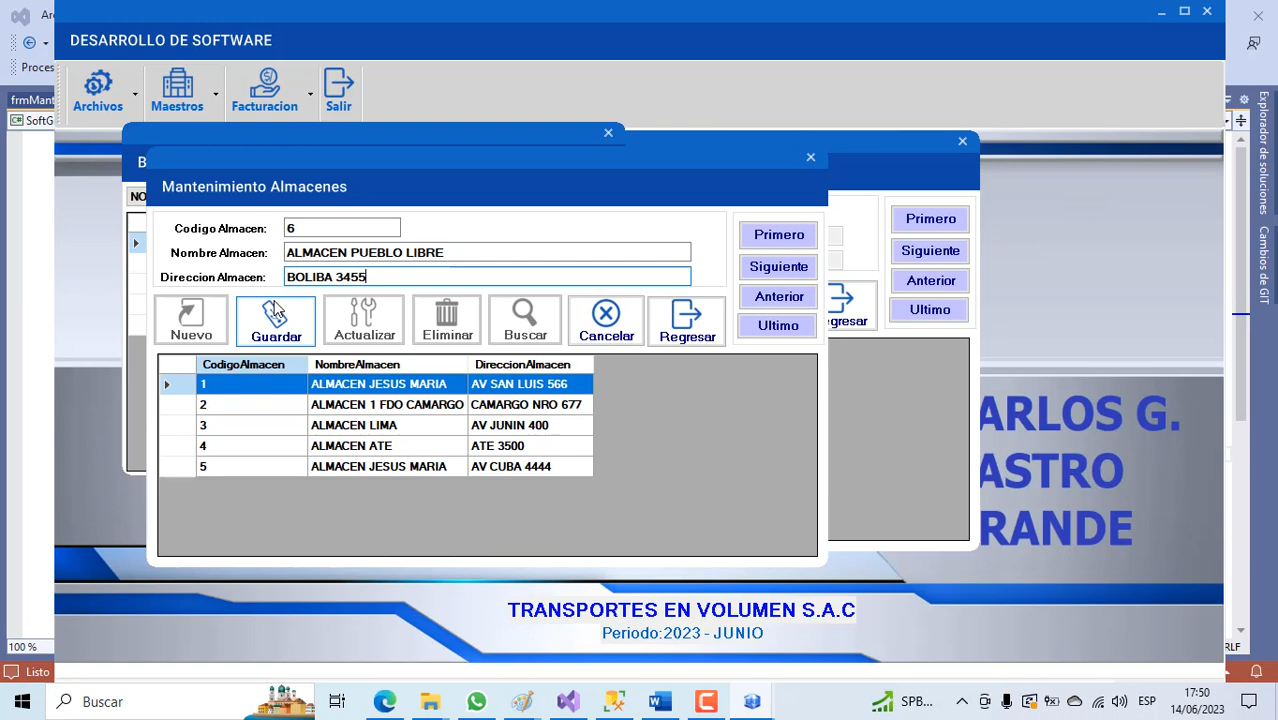 Ar
DESARROLLO DE SOFTWARE
Proces
Archivos
Maestros
Facturacion
Salir
frmMant
SoftG
B
NO
Mantenimiento Almacenes
Codigo Almacen: 6
Nombre Almacen: ALMACEN PUEBLO LIBRE
Direccion Almacen: BOLIBA 3455
Nuevo
Guardar
Actualizar
Eliminar
Buscar
Cancelar
Regresar
Primero
Siguiente
Anterior
Ultimo
egresar
Primero
Siguiente
Anterior
Ultimo
CodigoAlmacen NombreAlmacen DireccionAlmacen
1 ALMACEN JESUS MARIA AV SAN LUIS 566
2 ALMACEN 1 FDO CAMARGO CAMARGO NRO 677
3 ALMACEN LIMA AV JUNIN 400
4 ALMACEN ATE ATE 3500
5 ALMACEN JESUS MARIA AV CUBA 4444
ARLOS G.
ASTRO
RANDE
TRANSPORTES EN VOLUMEN S.A.C
Periodo:2023 - JUNIO
Explorador de soluciones
Cambios de GIT
100 %
RLF
Listo
Buscar
SPB...
ESP
17:50
14/06/2023